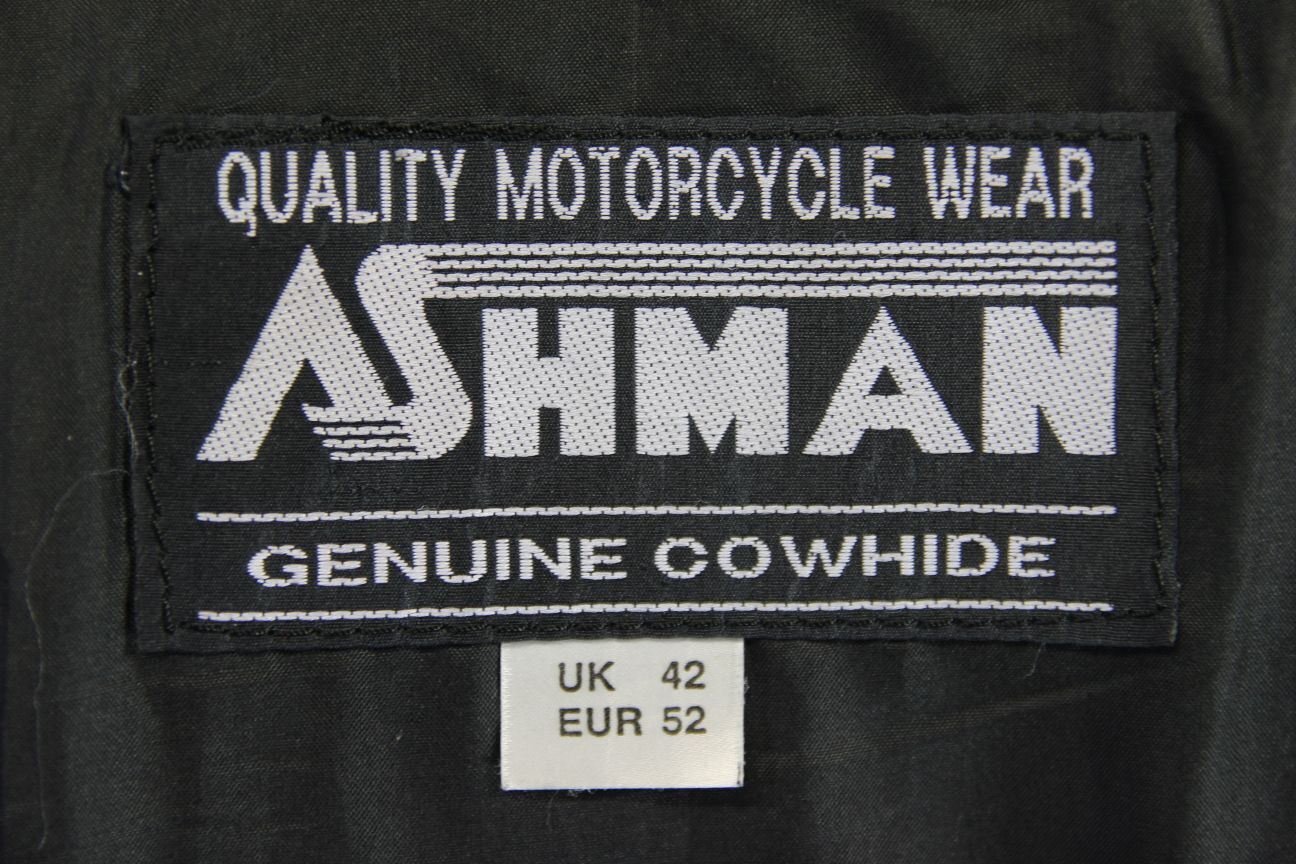 QUALITY MOTORCYCLE WEAR
ASHMAN
GENUINE COWHIDE
UK 42
EUR 52